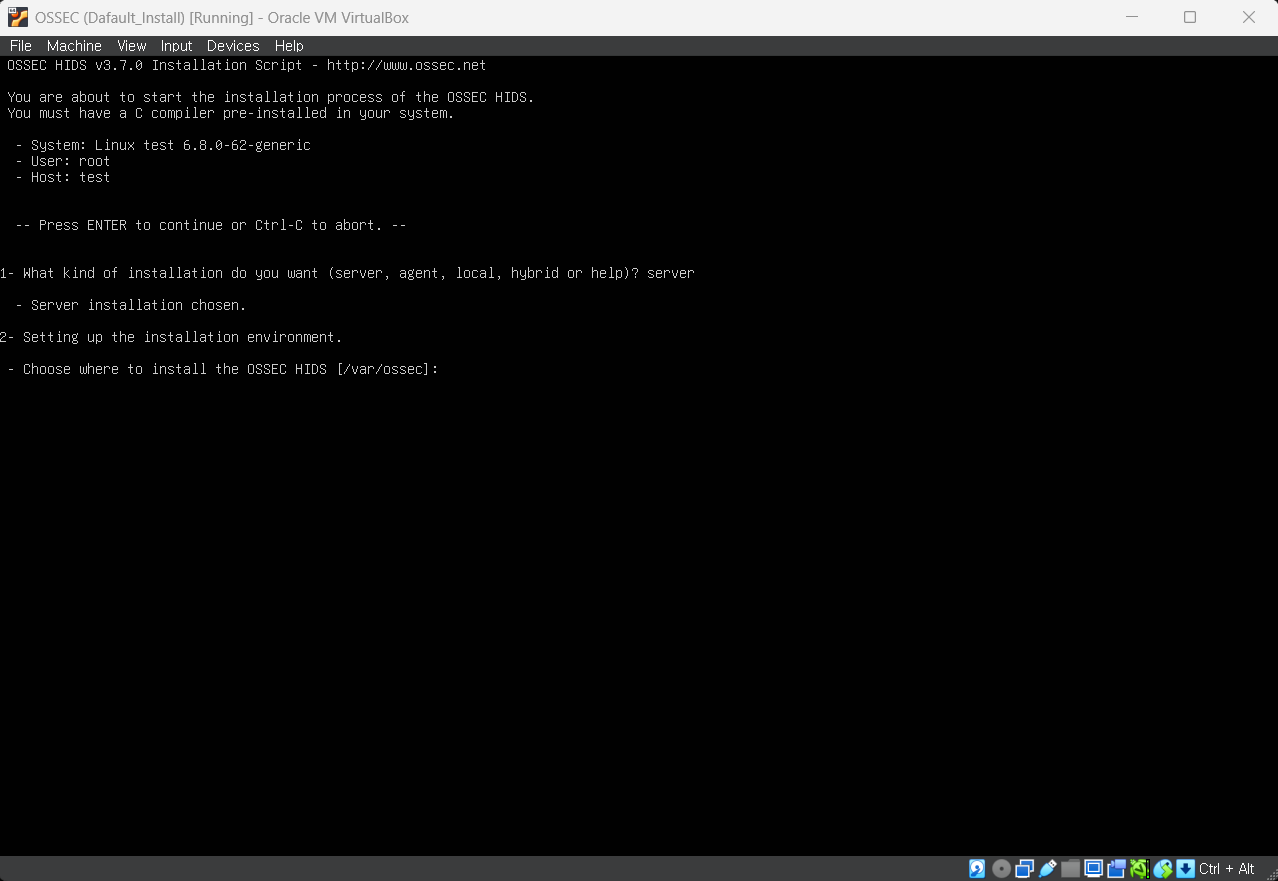 OSSEC (Dafault_Install) [Running] - Oracle VM VirtualBox
File Machine View Input Devices Help
OSSEC HIDS v3.7.0 Installation Script - http://www.ossec.net
You are about to start the installation process of the OSSEC HIDS.
You must have a C compiler pre-installed in your system.
- System: Linux test 6.8.0-62-generic
- User: root
- Host: test
-- Press ENTER to continue or Ctrl-C to abort. --
1- What kind of installation do you want (server, agent, local, hybrid or help)? server
- Server installation chosen.
2- Setting up the installation environment.
- Choose where to install the OSSEC HIDS [/var/ossec]:
Ctrl + Alt